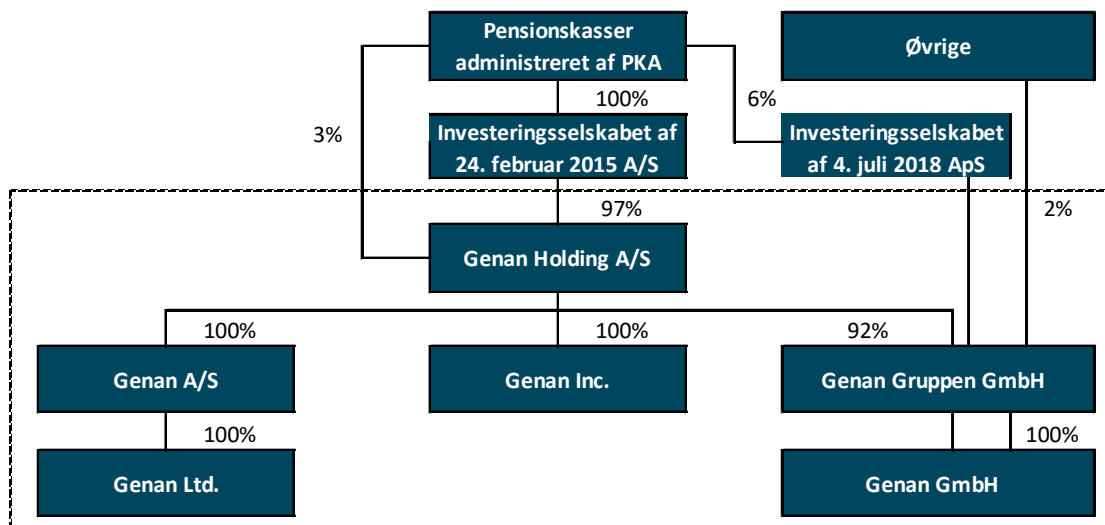 Pensionskasser
administreret af PKA
Øvrige
100%
6%
3%
Investeringsselskabet af
24. februar 2015 A/S
Investeringsselskabet
af 4. juli 2018 ApS
97%
2%
Genan Holding A/S
100%
100%
92%
Genan A/S
Genan Inc.
Genan Gruppen GmbH
100%
100%
Genan Ltd.
Genan GmbH